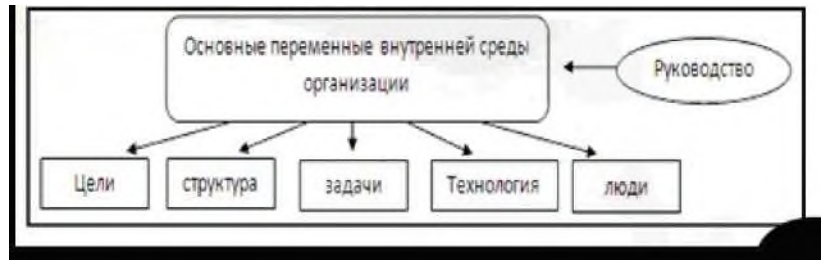 Основные переменные внутренней среды
организации
Руководство
Цели
структура
задачи
Технология
люди